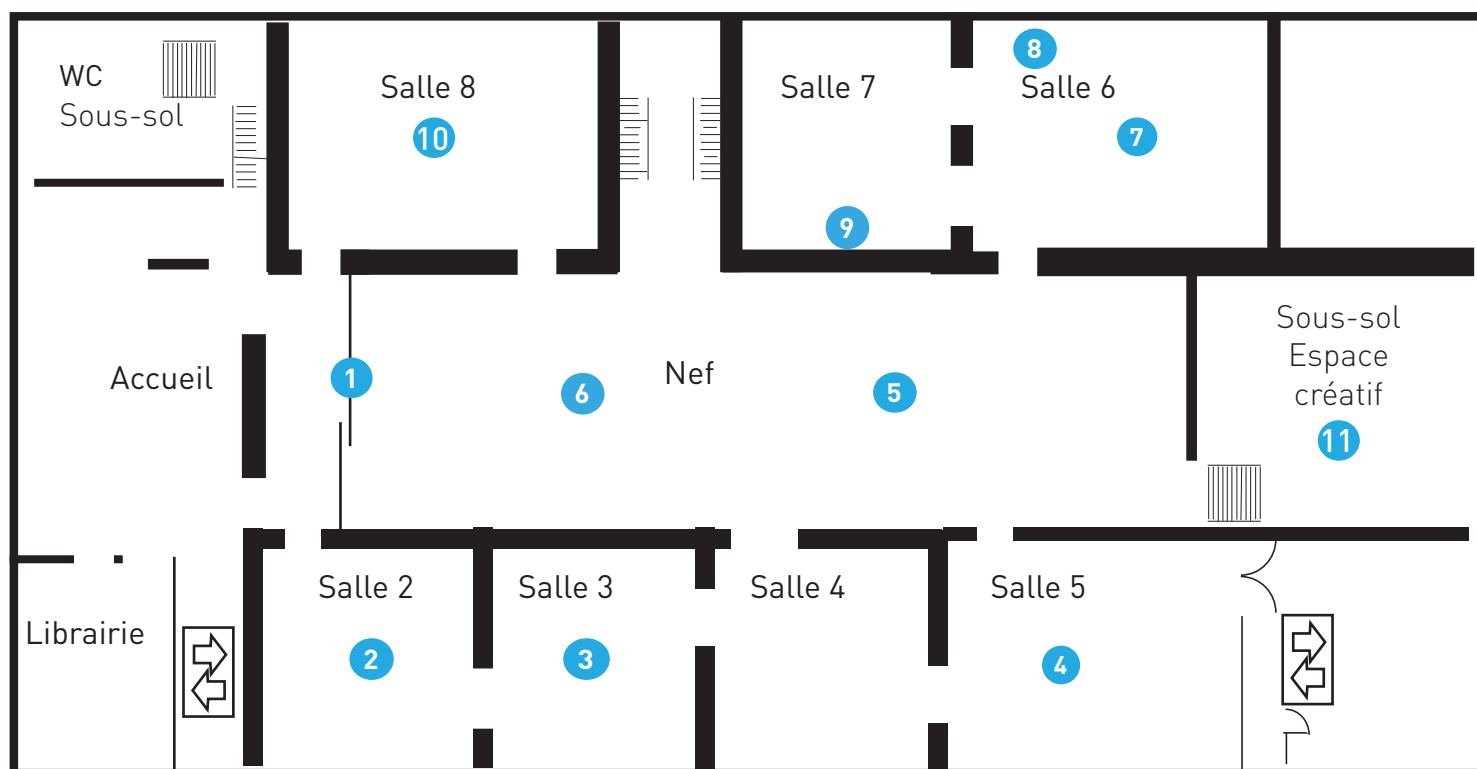 WC
Sous-sol
Salle 8
10
Salle 7
9
8
Salle 6
7
Accueil
1
6
Nef
5
Sous-sol
Espace
créatif
11
Librairie
Salle 2
2
Salle 3
3
Salle 4
Salle 5
4